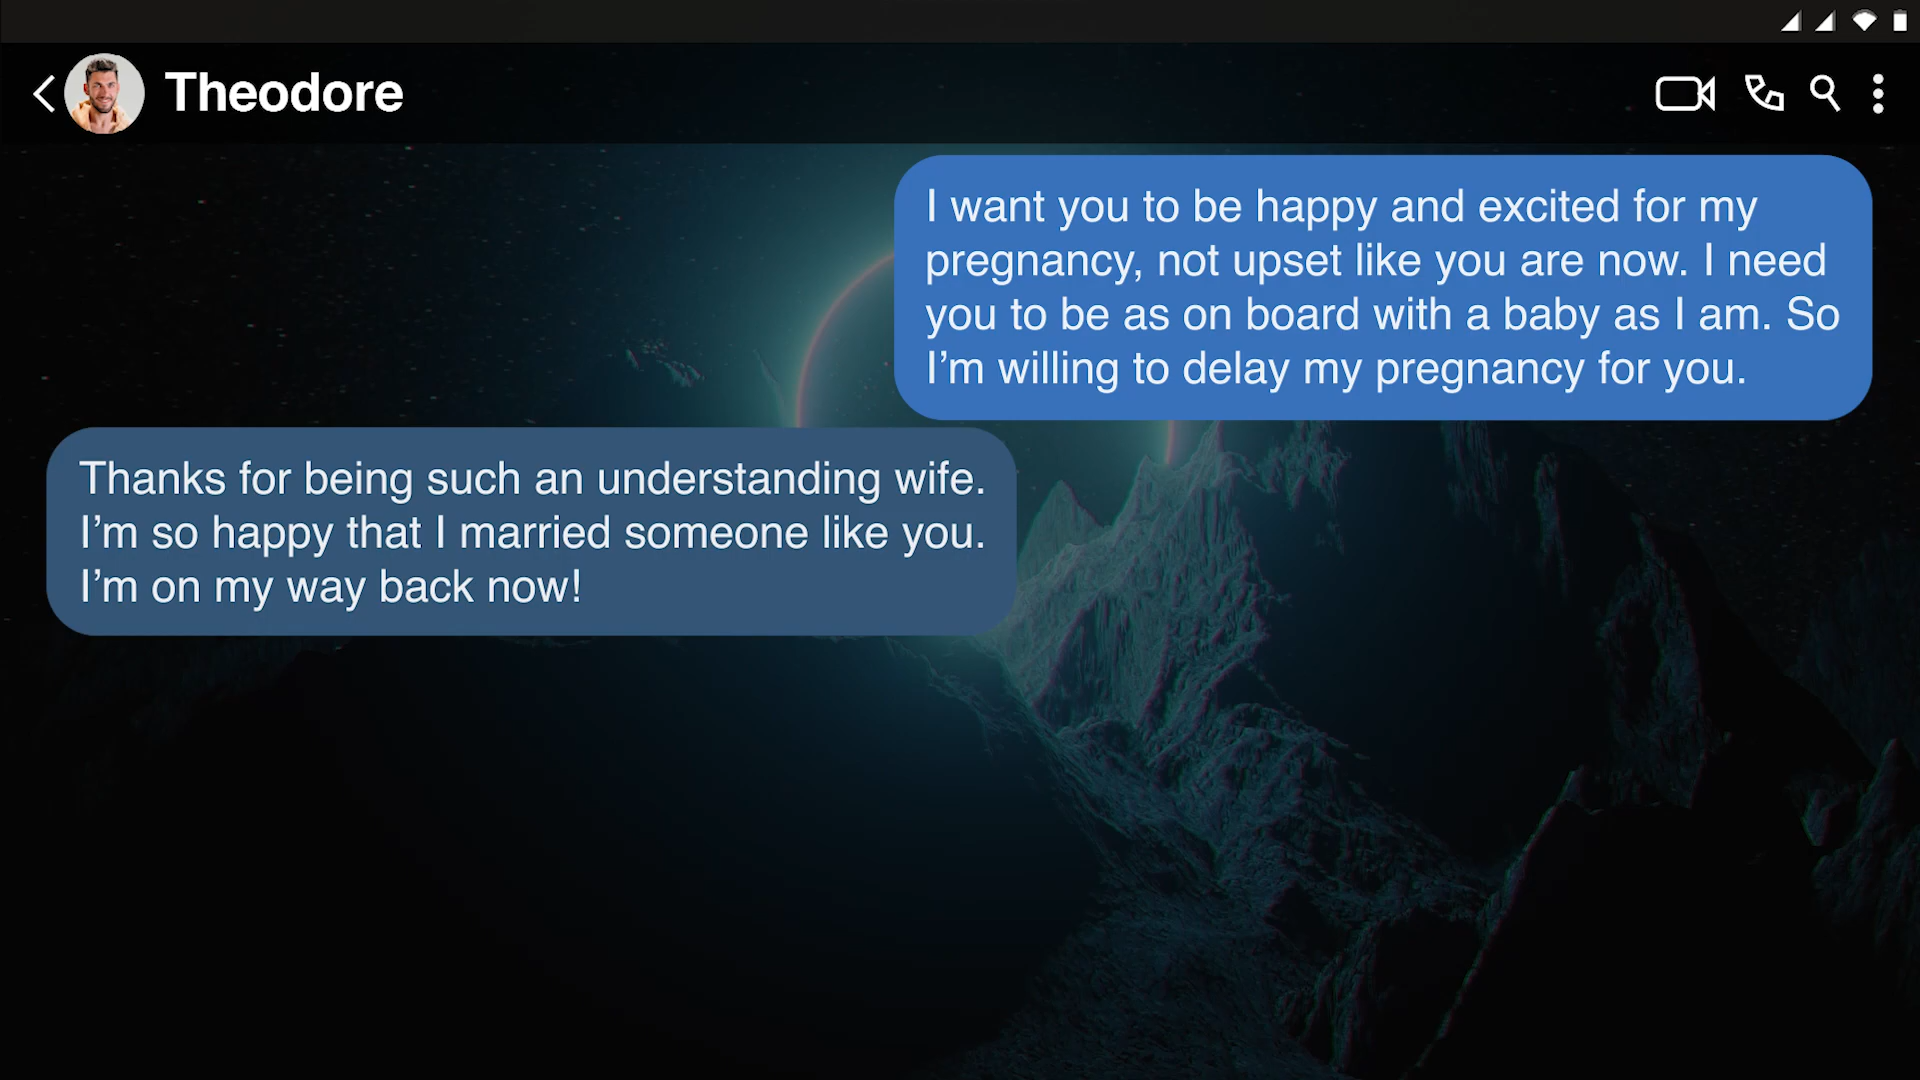 Theodore
I want you to be happy and excited for my
pregnancy, not upset like you are now. I need
you to be as on board with a baby as I am. So
I’m willing to delay my pregnancy for you.
Thanks for being such an understanding wife.
I’m so happy that I married someone like you.
I’m on my way back now!